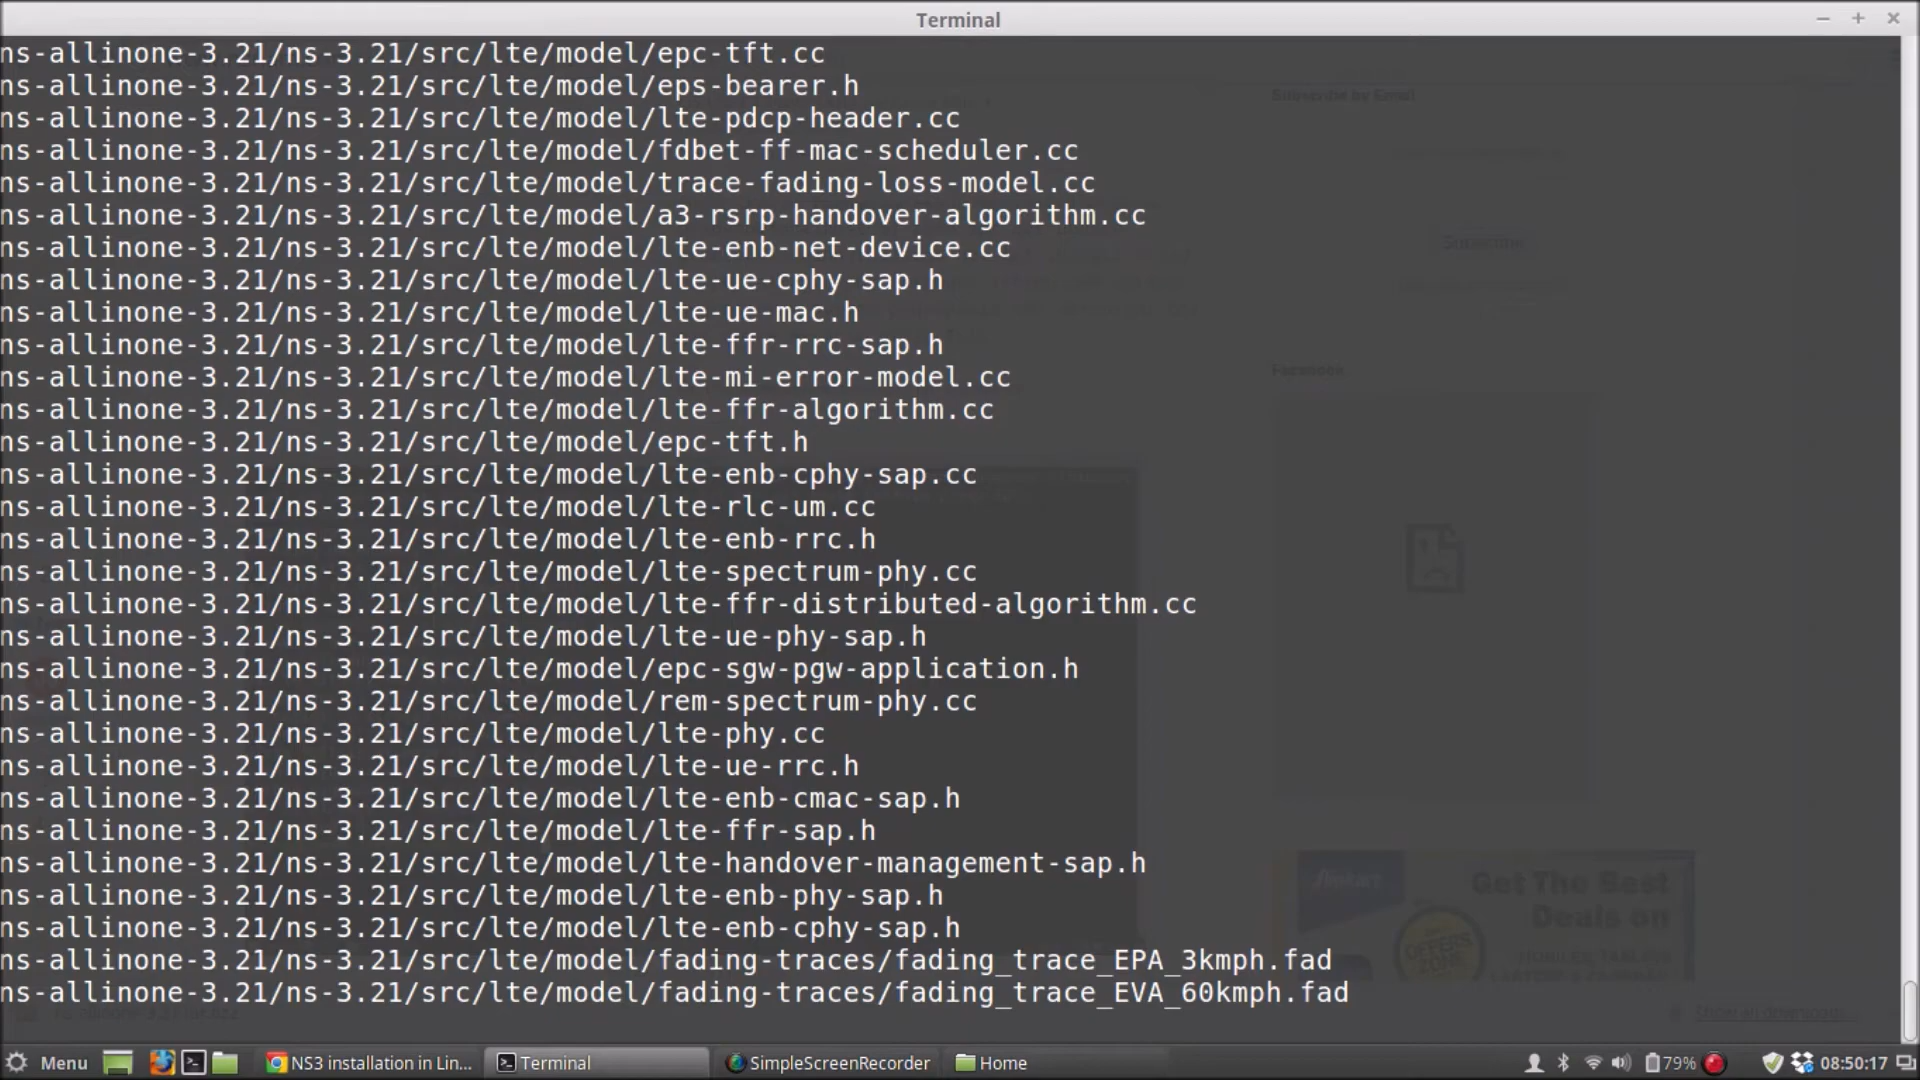 Terminal
ns-allinone-3.21/ns-3.21/src/lte/model/epc-tft.cc
ns-allinone-3.21/ns-3.21/src/lte/model/eps-bearer.h
ns-allinone-3.21/ns-3.21/src/lte/model/lte-pdcp-header.cc
ns-allinone-3.21/ns-3.21/src/lte/model/fdbet-ff-mac-scheduler.cc
ns-allinone-3.21/ns-3.21/src/lte/model/trace-fading-loss-model.cc
ns-allinone-3.21/ns-3.21/src/lte/model/a3-rsrp-handover-algorithm.cc
ns-allinone-3.21/ns-3.21/src/lte/model/lte-enb-net-device.cc
ns-allinone-3.21/ns-3.21/src/lte/model/lte-ue-cphy-sap.h
ns-allinone-3.21/ns-3.21/src/lte/model/lte-ue-mac.h
ns-allinone-3.21/ns-3.21/src/lte/model/lte-ffr-rrc-sap.h
ns-allinone-3.21/ns-3.21/src/lte/model/lte-mi-error-model.cc
ns-allinone-3.21/ns-3.21/src/lte/model/lte-ffr-algorithm.cc
ns-allinone-3.21/ns-3.21/src/lte/model/epc-tft.h
ns-allinone-3.21/ns-3.21/src/lte/model/lte-enb-cphy-sap.cc
ns-allinone-3.21/ns-3.21/src/lte/model/lte-rlc-um.cc
ns-allinone-3.21/ns-3.21/src/lte/model/lte-enb-rrc.h
ns-allinone-3.21/ns-3.21/src/lte/model/lte-spectrum-phy.cc
ns-allinone-3.21/ns-3.21/src/lte/model/lte-ffr-distributed-algorithm.cc
ns-allinone-3.21/ns-3.21/src/lte/model/lte-ue-phy-sap.h
ns-allinone-3.21/ns-3.21/src/lte/model/epc-sgw-pgw-application.h
ns-allinone-3.21/ns-3.21/src/lte/model/rem-spectrum-phy.cc
ns-allinone-3.21/ns-3.21/src/lte/model/lte-phy.cc
ns-allinone-3.21/ns-3.21/src/lte/model/lte-ue-rrc.h
ns-allinone-3.21/ns-3.21/src/lte/model/lte-enb-cmac-sap.h
ns-allinone-3.21/ns-3.21/src/lte/model/lte-ffr-sap.h
ns-allinone-3.21/ns-3.21/src/lte/model/lte-handover-management-sap.h
ns-allinone-3.21/ns-3.21/src/lte/model/lte-enb-phy-sap.h
ns-allinone-3.21/ns-3.21/src/lte/model/lte-enb-cphy-sap.h
ns-allinone-3.21/ns-3.21/src/lte/model/fading-traces/fading_trace_EPA_3kmph.fad
ns-allinone-3.21/ns-3.21/src/lte/model/fading-traces/fading_trace_EVA_60kmph.fad
Subscribe by Email
Subscribe
Facebook
flipkart
Get The Best
Deals on
OFFERS
ZONE
Menu
NS3 installation in Lin...
Terminal
SimpleScreenRecorder
Home
79%
08:50:17